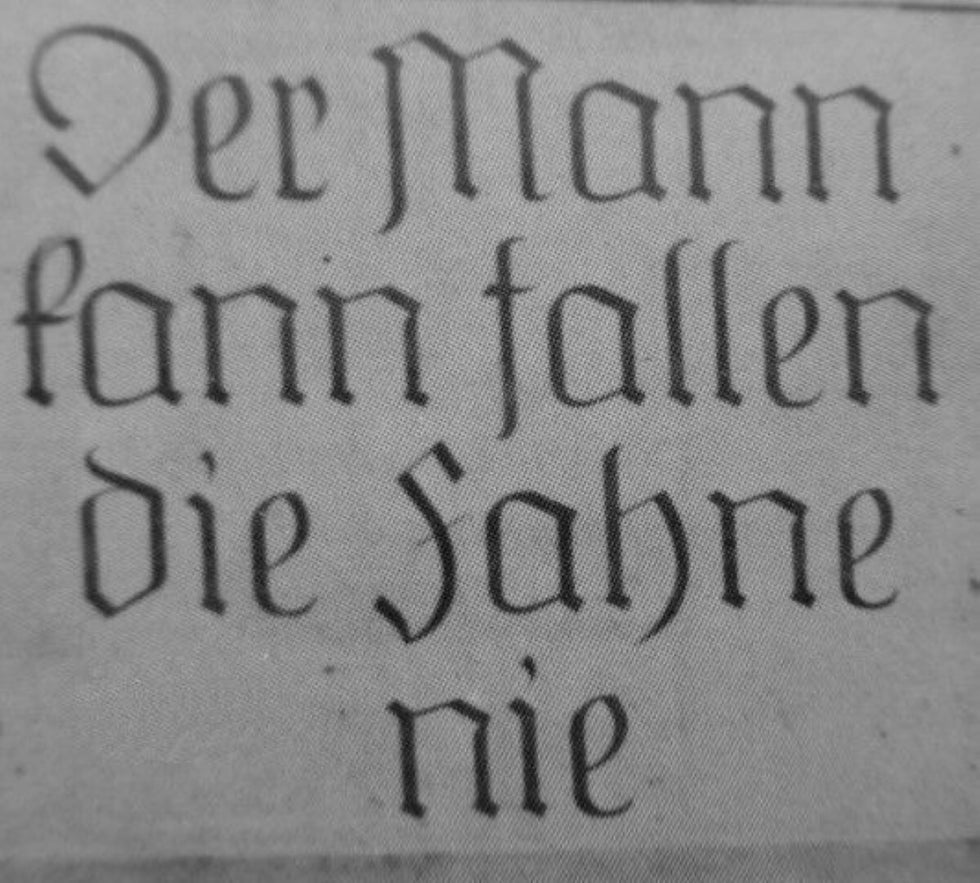 Der Mann
kann fallen
die Fahne
nie